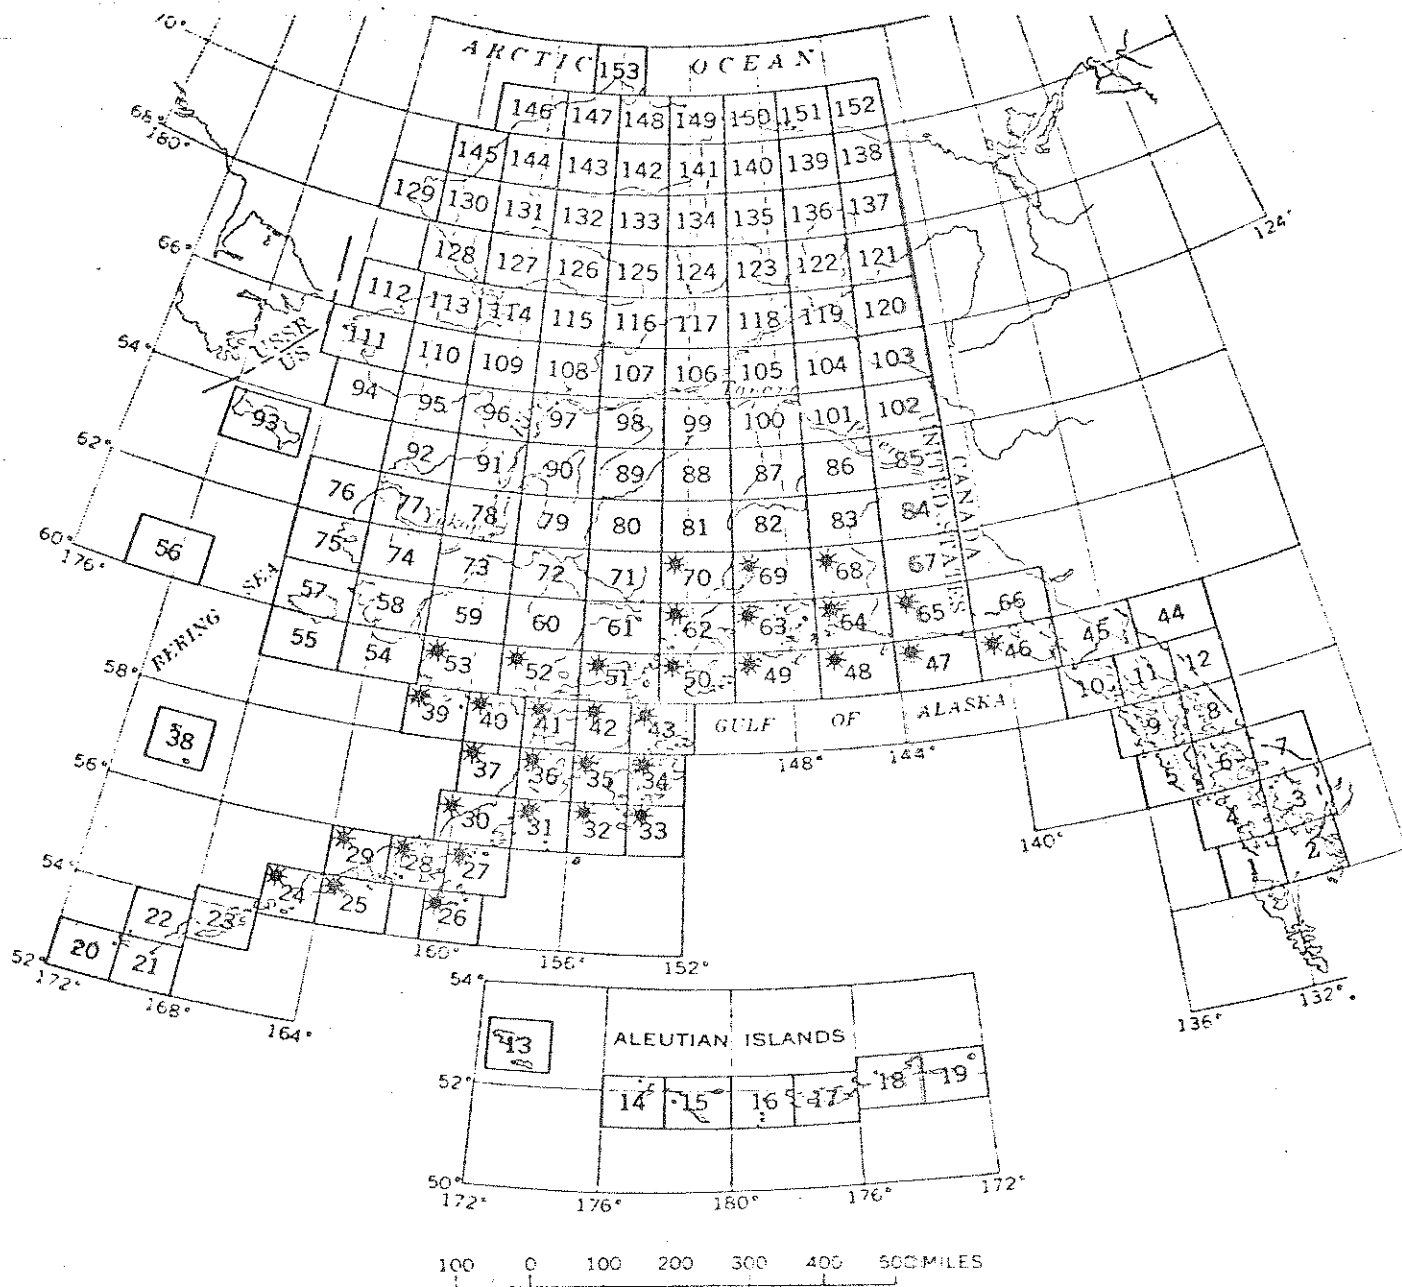 70°
ARCTIC 153 OCEAN
146 147 148 149 150 151 152
68°
180°
145 144 143 142 141 140 139 138
129 130 131 132 133 134 135 136 137
124°
66°
128 127 126 125 124 123 122 121
112 113 114 115 116 117 118 119 120
USSR
US
111 110 109 108 107 106 105 104 103
Tanana
64°
94 95 96 97 98 99 100 101 102
93
62°
92 91 90 89 88 87 86 85
UNITED STATES
CANADA
76 77 78 79 80 81 82 83 84
Yukon
60°
176°
56
75 74 73 72 71 70 69 68 67
BERING SEA
57 58 59 60 61 62 63 64 65 66
55 54 53 52 51 50 49 48 47 46 45 44
58°
39 40 41 42 43 GULF OF ALASKA 10 11 12
38
9 8 7
148° 144°
56°
37 36 35 34 5 6
30 31 32 33 4 3
140°
29 28 27 2 1
54°
24 25 26
22 23
20 21
52°
172° 168° 164° 160° 156° 152°
136° 132°
54°
13 ALEUTIAN ISLANDS
52°
14 15 16 17 18 19
50°
172° 176° 180° 176° 172°
100 0 100 200 300 400 500 MILES